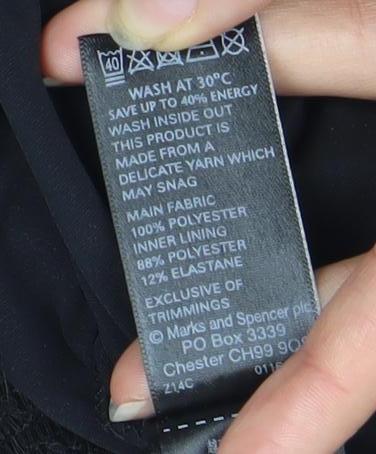 40
WASH AT 30°C
SAVE UP TO 40% ENERGY
WASH INSIDE OUT
THIS PRODUCT IS
MADE FROM A
DELICATE YARN WHICH
MAY SNAG
MAIN FABRIC
100% POLYESTER
INNER LINING
88% POLYESTER
12% ELASTANE
EXCLUSIVE OF
TRIMMINGS
© Marks and Spencer plc
PO Box 3339
Chester CH99
Z14C